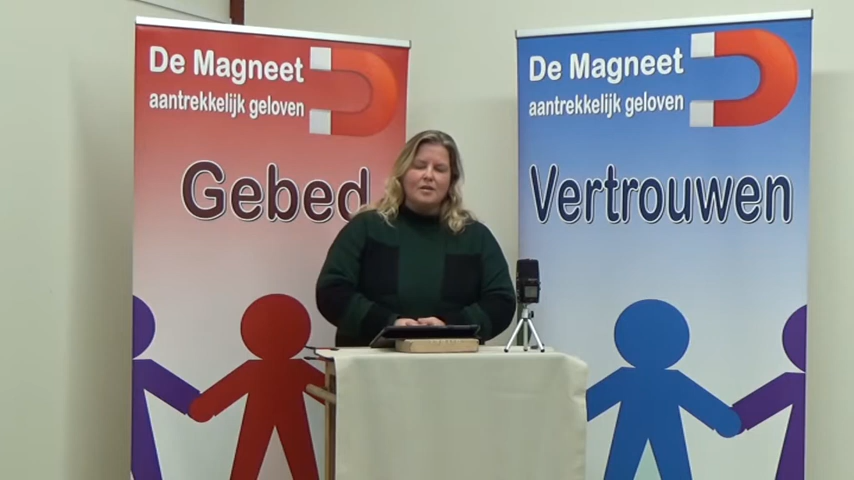 De Magneet
aantrekkelijk geloven
Gebed
De Magneet
aantrekkelijk geloven
Vertrouwen